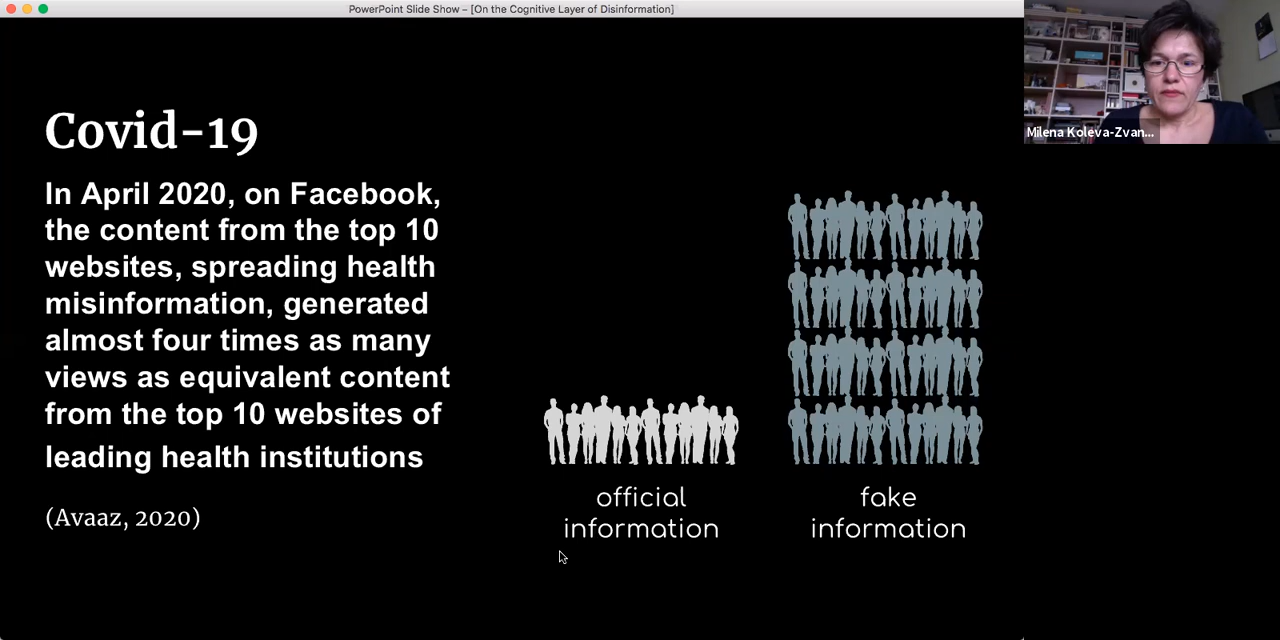 PowerPoint Slide Show – [On the Cognitive Layer of Disinformation]
Covid-19
In April 2020, on Facebook,
the content from the top 10
websites, spreading health
misinformation, generated
almost four times as many
views as equivalent content
from the top 10 websites of
leading health institutions
(Avaaz, 2020)
official
information
fake
information
Milena Koleva-Zvan...